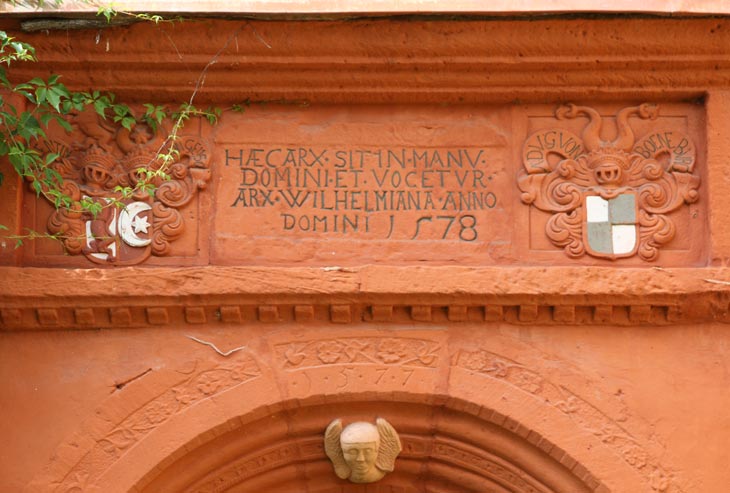 HÆC ARX · SIT IN · MANV ·
DOMINI · ET · VOCETVR ·
ARX · WILHELMIANA · ANNO
DOMINI 1578
1577